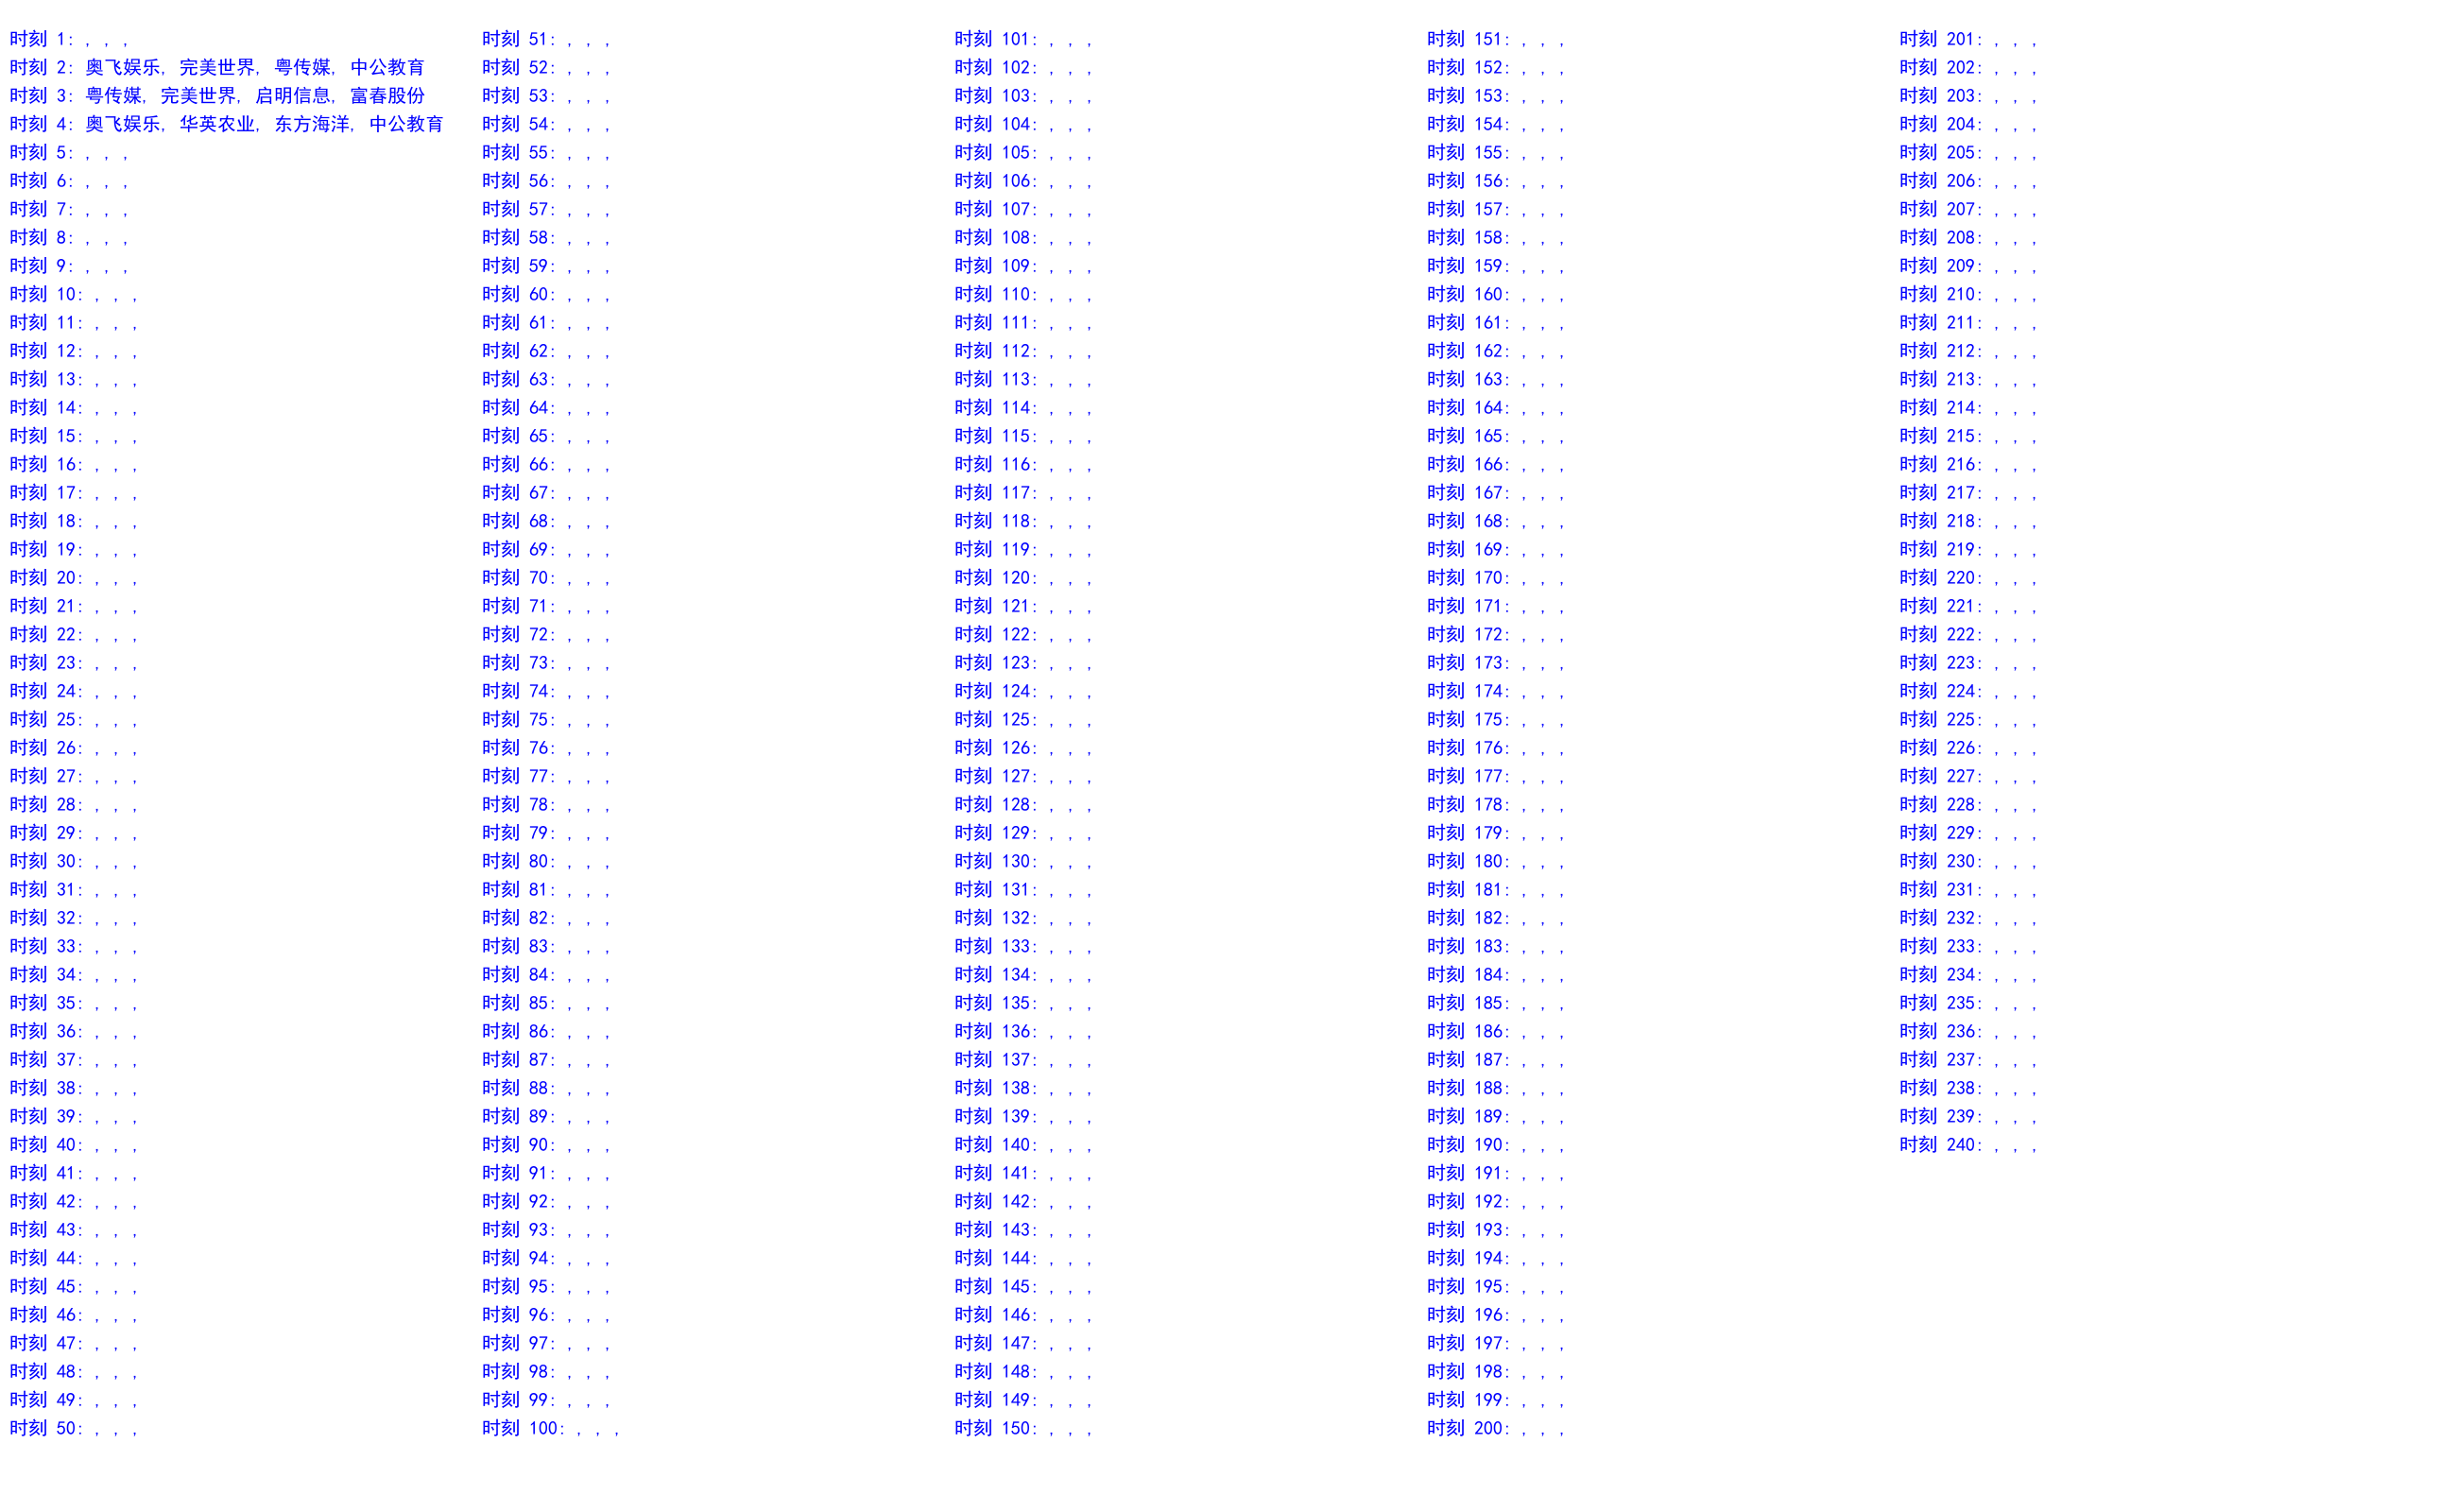 时刻 1: , , ,
时刻 2: 奥飞娱乐, 完美世界, 粤传媒, 中公教育
时刻 3: 粤传媒, 完美世界, 启明信息, 富春股份
时刻 4: 奥飞娱乐, 华英农业, 东方海洋, 中公教育
时刻 5: , , ,
时刻 6: , , ,
时刻 7: , , ,
时刻 8: , , ,
时刻 9: , , ,
时刻 10: , , ,
时刻 11: , , ,
时刻 12: , , ,
时刻 13: , , ,
时刻 14: , , ,
时刻 15: , , ,
时刻 16: , , ,
时刻 17: , , ,
时刻 18: , , ,
时刻 19: , , ,
时刻 20: , , ,
时刻 21: , , ,
时刻 22: , , ,
时刻 23: , , ,
时刻 24: , , ,
时刻 25: , , ,
时刻 26: , , ,
时刻 27: , , ,
时刻 28: , , ,
时刻 29: , , ,
时刻 30: , , ,
时刻 31: , , ,
时刻 32: , , ,
时刻 33: , , ,
时刻 34: , , ,
时刻 35: , , ,
时刻 36: , , ,
时刻 37: , , ,
时刻 38: , , ,
时刻 39: , , ,
时刻 40: , , ,
时刻 41: , , ,
时刻 42: , , ,
时刻 43: , , ,
时刻 44: , , ,
时刻 45: , , ,
时刻 46: , , ,
时刻 47: , , ,
时刻 48: , , ,
时刻 49: , , ,
时刻 50: , , ,
时刻 51: , , ,
时刻 52: , , ,
时刻 53: , , ,
时刻 54: , , ,
时刻 55: , , ,
时刻 56: , , ,
时刻 57: , , ,
时刻 58: , , ,
时刻 59: , , ,
时刻 60: , , ,
时刻 61: , , ,
时刻 62: , , ,
时刻 63: , , ,
时刻 64: , , ,
时刻 65: , , ,
时刻 66: , , ,
时刻 67: , , ,
时刻 68: , , ,
时刻 69: , , ,
时刻 70: , , ,
时刻 71: , , ,
时刻 72: , , ,
时刻 73: , , ,
时刻 74: , , ,
时刻 75: , , ,
时刻 76: , , ,
时刻 77: , , ,
时刻 78: , , ,
时刻 79: , , ,
时刻 80: , , ,
时刻 81: , , ,
时刻 82: , , ,
时刻 83: , , ,
时刻 84: , , ,
时刻 85: , , ,
时刻 86: , , ,
时刻 87: , , ,
时刻 88: , , ,
时刻 89: , , ,
时刻 90: , , ,
时刻 91: , , ,
时刻 92: , , ,
时刻 93: , , ,
时刻 94: , , ,
时刻 95: , , ,
时刻 96: , , ,
时刻 97: , , ,
时刻 98: , , ,
时刻 99: , , ,
时刻 100: , , ,
时刻 101: , , ,
时刻 102: , , ,
时刻 103: , , ,
时刻 104: , , ,
时刻 105: , , ,
时刻 106: , , ,
时刻 107: , , ,
时刻 108: , , ,
时刻 109: , , ,
时刻 110: , , ,
时刻 111: , , ,
时刻 112: , , ,
时刻 113: , , ,
时刻 114: , , ,
时刻 115: , , ,
时刻 116: , , ,
时刻 117: , , ,
时刻 118: , , ,
时刻 119: , , ,
时刻 120: , , ,
时刻 121: , , ,
时刻 122: , , ,
时刻 123: , , ,
时刻 124: , , ,
时刻 125: , , ,
时刻 126: , , ,
时刻 127: , , ,
时刻 128: , , ,
时刻 129: , , ,
时刻 130: , , ,
时刻 131: , , ,
时刻 132: , , ,
时刻 133: , , ,
时刻 134: , , ,
时刻 135: , , ,
时刻 136: , , ,
时刻 137: , , ,
时刻 138: , , ,
时刻 139: , , ,
时刻 140: , , ,
时刻 141: , , ,
时刻 142: , , ,
时刻 143: , , ,
时刻 144: , , ,
时刻 145: , , ,
时刻 146: , , ,
时刻 147: , , ,
时刻 148: , , ,
时刻 149: , , ,
时刻 150: , , ,
时刻 151: , , ,
时刻 152: , , ,
时刻 153: , , ,
时刻 154: , , ,
时刻 155: , , ,
时刻 156: , , ,
时刻 157: , , ,
时刻 158: , , ,
时刻 159: , , ,
时刻 160: , , ,
时刻 161: , , ,
时刻 162: , , ,
时刻 163: , , ,
时刻 164: , , ,
时刻 165: , , ,
时刻 166: , , ,
时刻 167: , , ,
时刻 168: , , ,
时刻 169: , , ,
时刻 170: , , ,
时刻 171: , , ,
时刻 172: , , ,
时刻 173: , , ,
时刻 174: , , ,
时刻 175: , , ,
时刻 176: , , ,
时刻 177: , , ,
时刻 178: , , ,
时刻 179: , , ,
时刻 180: , , ,
时刻 181: , , ,
时刻 182: , , ,
时刻 183: , , ,
时刻 184: , , ,
时刻 185: , , ,
时刻 186: , , ,
时刻 187: , , ,
时刻 188: , , ,
时刻 189: , , ,
时刻 190: , , ,
时刻 191: , , ,
时刻 192: , , ,
时刻 193: , , ,
时刻 194: , , ,
时刻 195: , , ,
时刻 196: , , ,
时刻 197: , , ,
时刻 198: , , ,
时刻 199: , , ,
时刻 200: , , ,
时刻 201: , , ,
时刻 202: , , ,
时刻 203: , , ,
时刻 204: , , ,
时刻 205: , , ,
时刻 206: , , ,
时刻 207: , , ,
时刻 208: , , ,
时刻 209: , , ,
时刻 210: , , ,
时刻 211: , , ,
时刻 212: , , ,
时刻 213: , , ,
时刻 214: , , ,
时刻 215: , , ,
时刻 216: , , ,
时刻 217: , , ,
时刻 218: , , ,
时刻 219: , , ,
时刻 220: , , ,
时刻 221: , , ,
时刻 222: , , ,
时刻 223: , , ,
时刻 224: , , ,
时刻 225: , , ,
时刻 226: , , ,
时刻 227: , , ,
时刻 228: , , ,
时刻 229: , , ,
时刻 230: , , ,
时刻 231: , , ,
时刻 232: , , ,
时刻 233: , , ,
时刻 234: , , ,
时刻 235: , , ,
时刻 236: , , ,
时刻 237: , , ,
时刻 238: , , ,
时刻 239: , , ,
时刻 240: , , ,